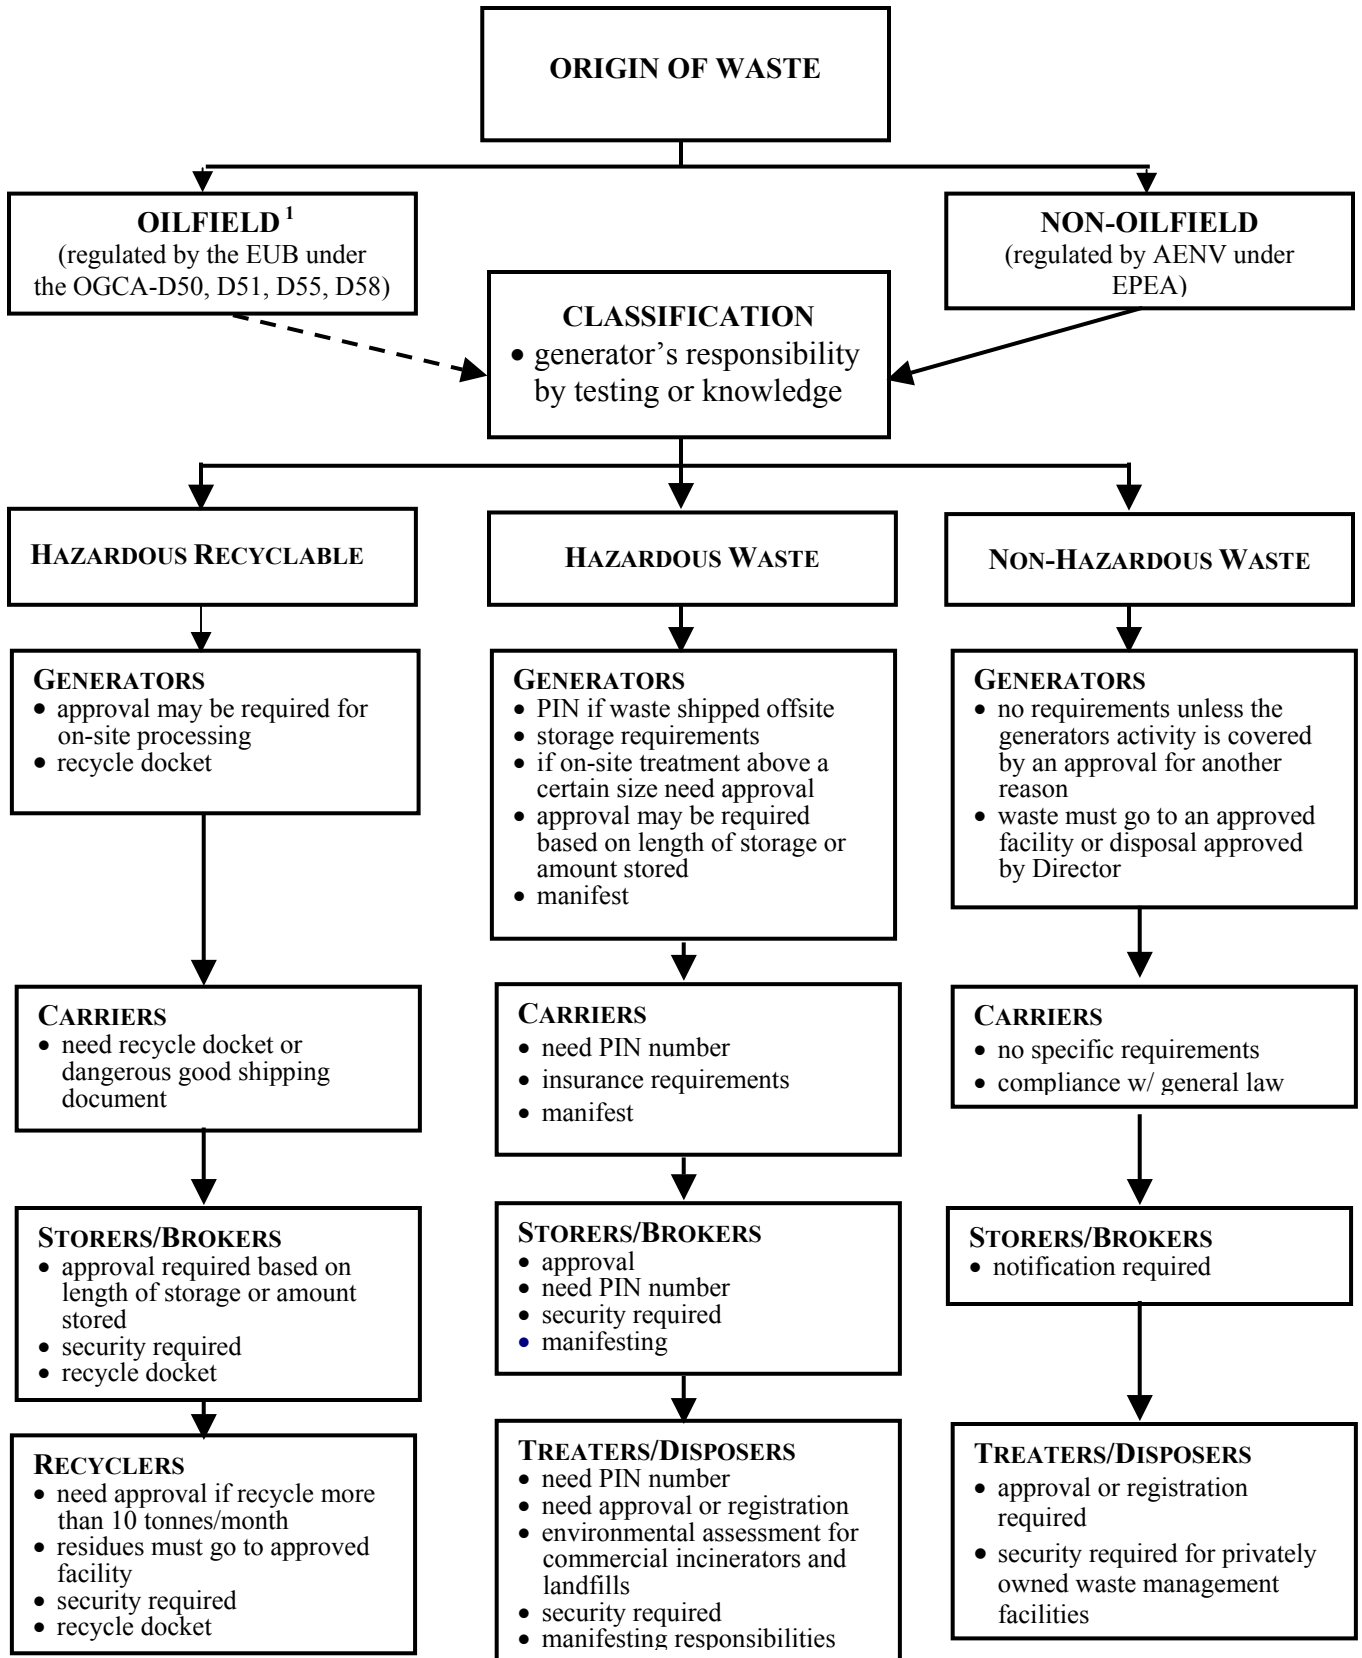 ORIGIN OF WASTE
OILFIELD 1
(regulated by the EUB under
the OGCA-D50, D51, D55, D58)
NON-OILFIELD
(regulated by AENV under
EPEA)
CLASSIFICATION
• generator’s responsibility
by testing or knowledge
HAZARDOUS RECYCLABLE
HAZARDOUS WASTE
NON-HAZARDOUS WASTE
GENERATORS
• approval may be required for
on-site processing
• recycle docket
GENERATORS
• PIN if waste shipped offsite
• storage requirements
• if on-site treatment above a
certain size need approval
• approval may be required
based on length of storage or
amount stored
• manifest
GENERATORS
• no requirements unless the
generators activity is covered
by an approval for another
reason
• waste must go to an approved
facility or disposal approved
by Director
CARRIERS
• need recycle docket or
dangerous good shipping
document
CARRIERS
• need PIN number
• insurance requirements
• manifest
CARRIERS
• no specific requirements
• compliance w/ general law
STORERS/BROKERS
• approval required based on
length of storage or amount
stored
• security required
• recycle docket
STORERS/BROKERS
• approval
• need PIN number
• security required
• manifesting
STORERS/BROKERS
• notification required
RECYCLERS
• need approval if recycle more
than 10 tonnes/month
• residues must go to approved
facility
• security required
• recycle docket
TREATERS/DISPOSERS
• need PIN number
• need approval or registration
• environmental assessment for
commercial incinerators and
landfills
• security required
• manifesting responsibilities
TREATERS/DISPOSERS
• approval or registration
required
• security required for privately
owned waste management
facilities